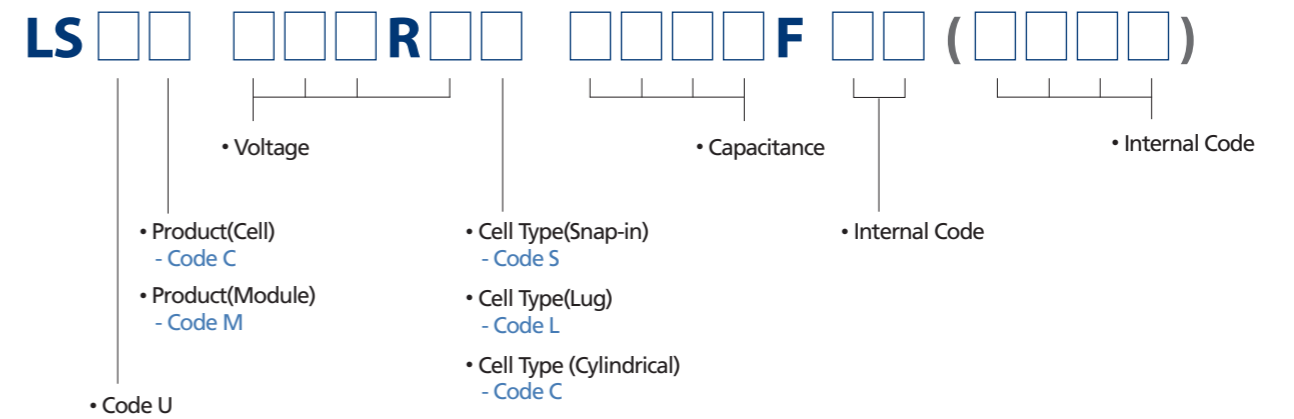 LS□□ □□□R□□ □□□□F □□ (□□□□)
• Voltage
• Capacitance
• Internal Code
• Product(Cell)
- Code C
• Product(Module)
- Code M
• Cell Type(Snap-in)
- Code S
• Cell Type(Lug)
- Code L
• Cell Type (Cylindrical)
- Code C
• Internal Code
• Code U